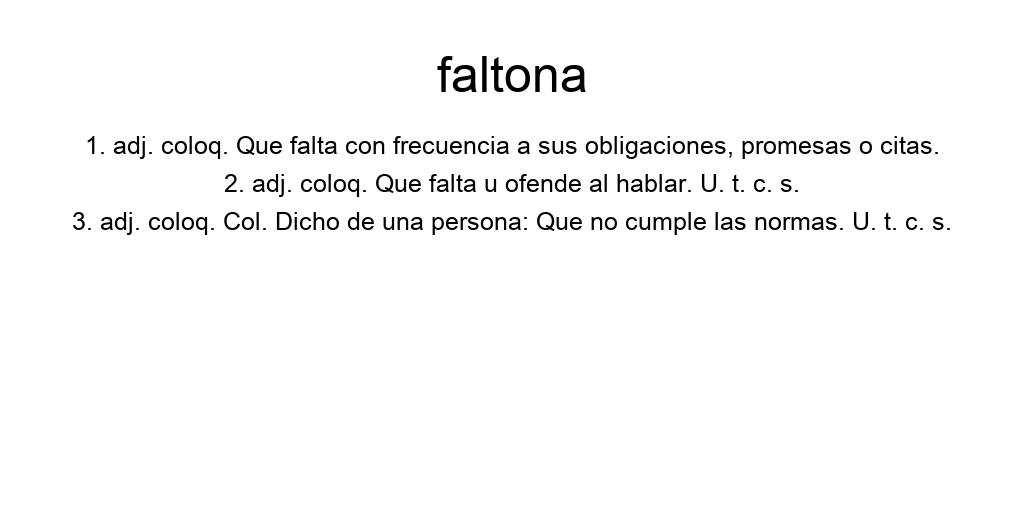 faltona
1. adj. coloq. Que falta con frecuencia a sus obligaciones, promesas o citas.
2. adj. coloq. Que falta u ofende al hablar. U. t. c. s.
3. adj. coloq. Col. Dicho de una persona: Que no cumple las normas. U. t. c. s.